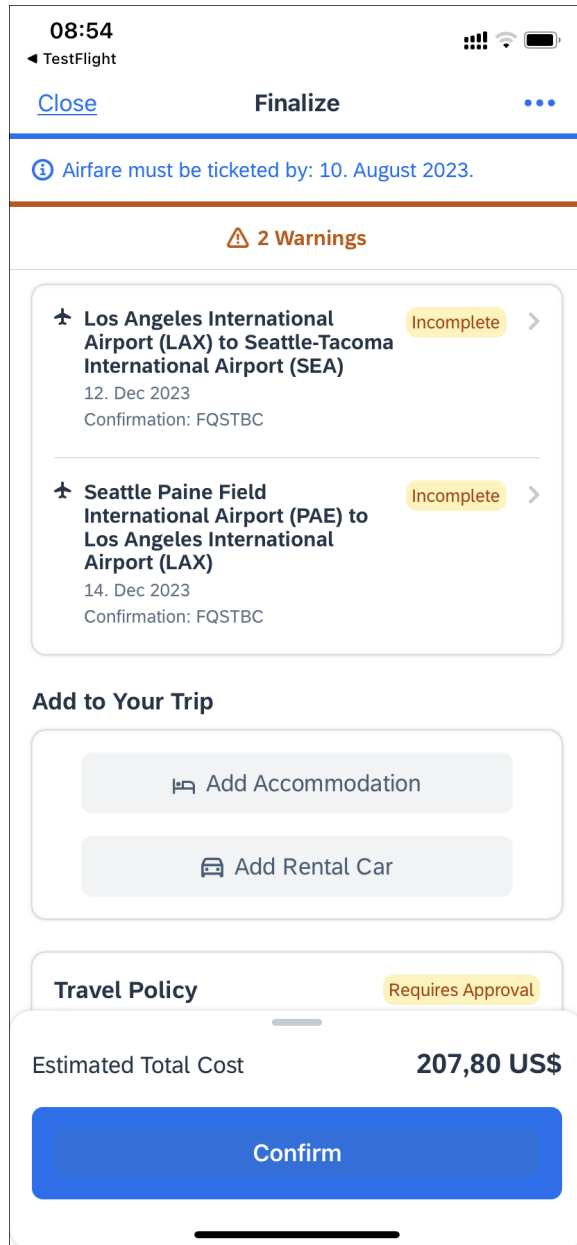 08:54
◀ TestFlight
Close
Finalize
Airfare must be ticketed by: 10. August 2023.
2 Warnings
Los Angeles International
Airport (LAX) to Seattle-Tacoma
International Airport (SEA)
Incomplete
12. Dec 2023
Confirmation: FQSTBC
Seattle Paine Field
International Airport (PAE) to
Los Angeles International
Airport (LAX)
Incomplete
14. Dec 2023
Confirmation: FQSTBC
Add to Your Trip
Add Accommodation
Add Rental Car
Travel Policy
Requires Approval
Estimated Total Cost
207,80 US$
Confirm